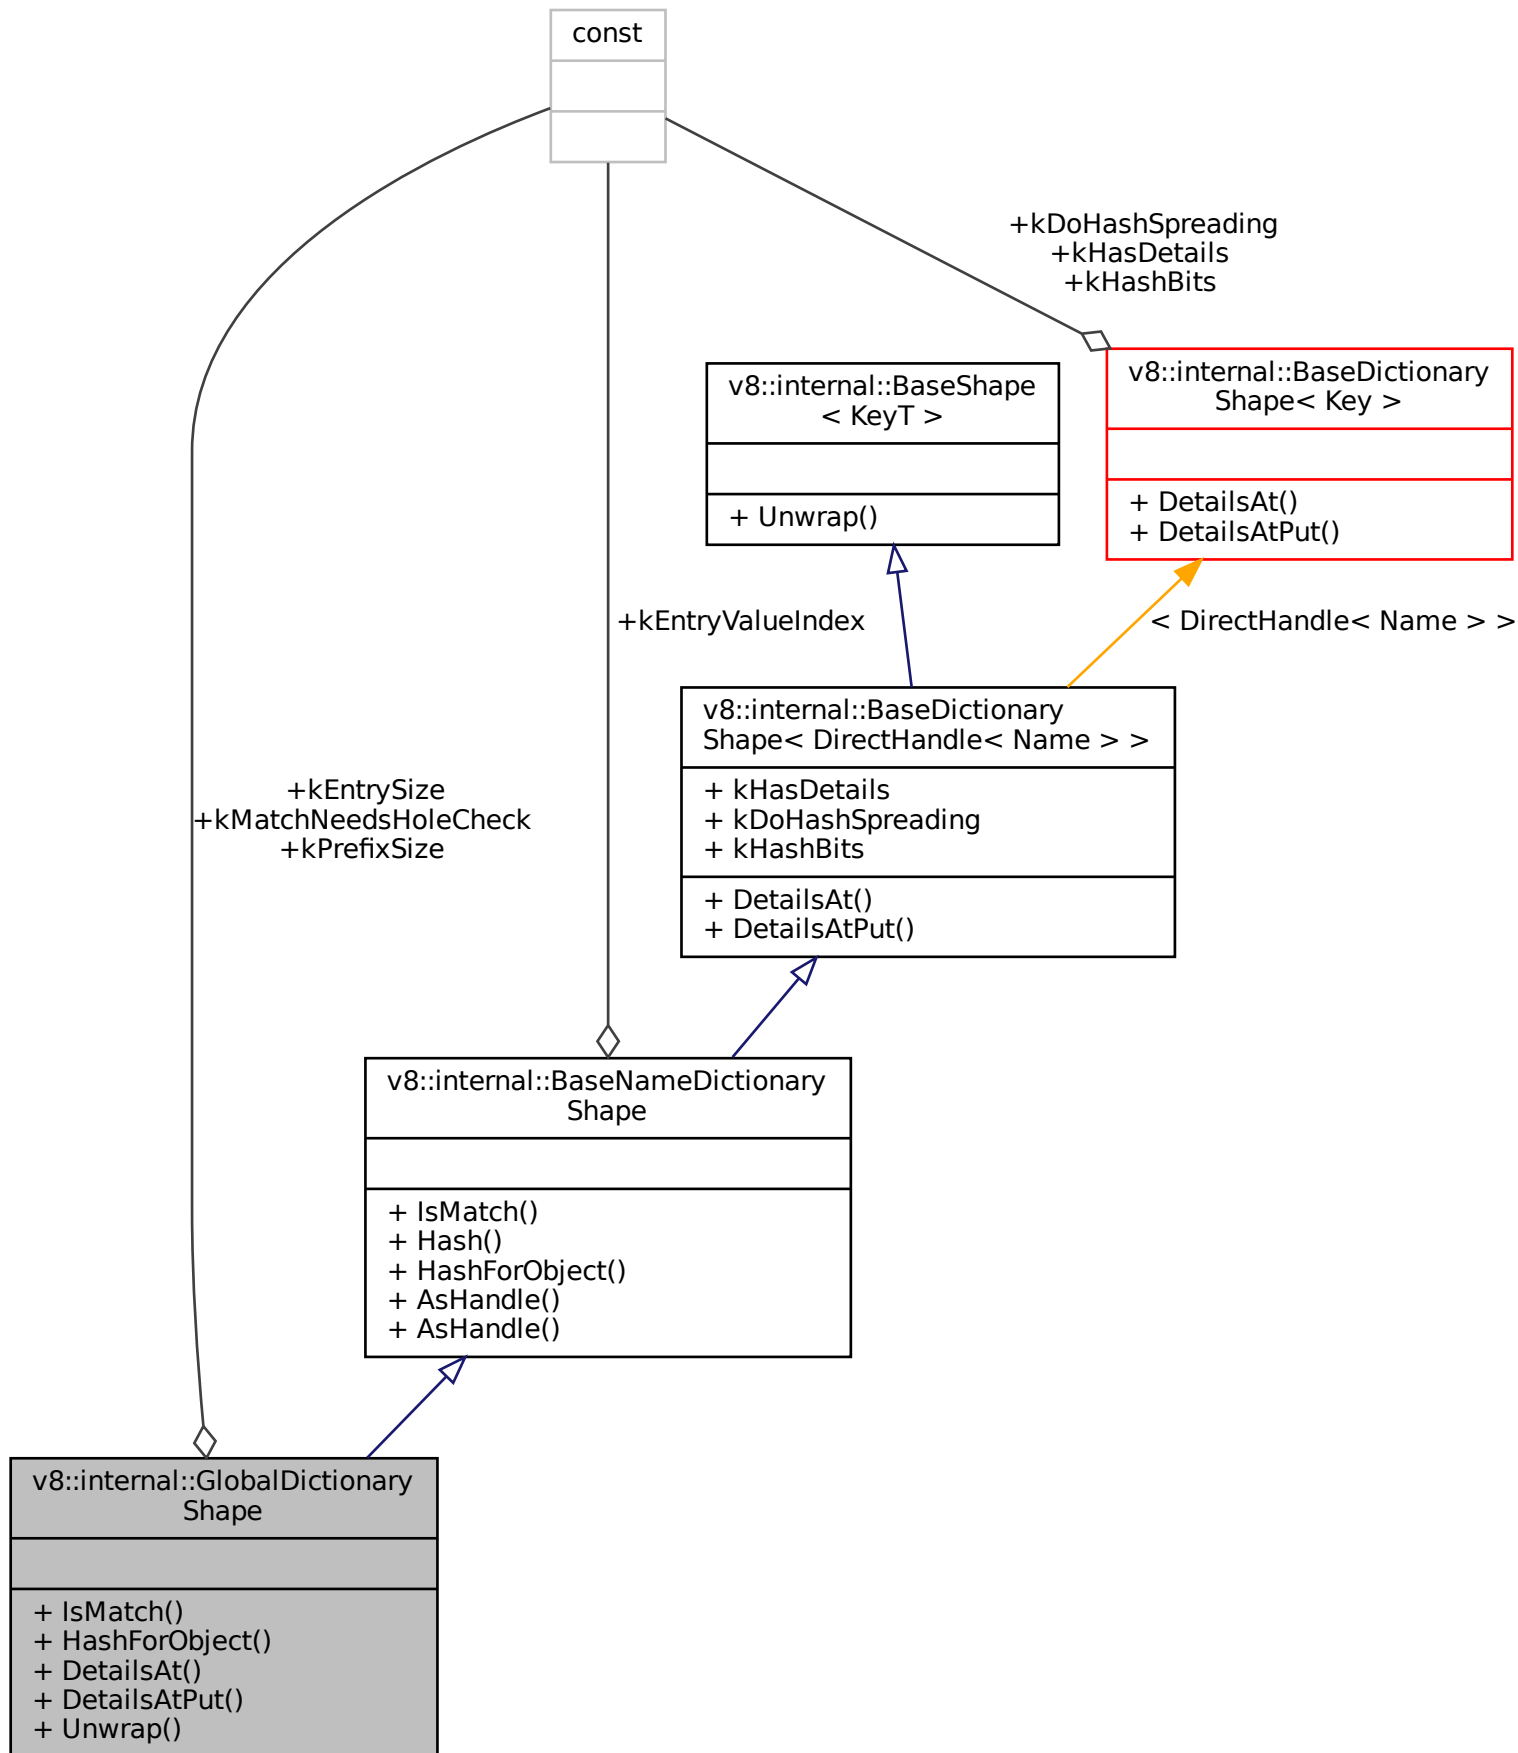 const
+kDoHashSpreading
+kHasDetails
+kHashBits
v8::internal::BaseShape
< KeyT >
+ Unwrap()
v8::internal::BaseDictionary
Shape< Key >
+ DetailsAt()
+ DetailsAtPut()
+kEntryValueIndex
< DirectHandle< Name > >
v8::internal::BaseDictionary
Shape< DirectHandle< Name > >
+ kHasDetails
+ kDoHashSpreading
+ kHashBits
+ DetailsAt()
+ DetailsAtPut()
+kEntrySize
+kMatchNeedsHoleCheck
+kPrefixSize
v8::internal::BaseNameDictionary
Shape
+ IsMatch()
+ Hash()
+ HashForObject()
+ AsHandle()
+ AsHandle()
v8::internal::GlobalDictionary
Shape
+ IsMatch()
+ HashForObject()
+ DetailsAt()
+ DetailsAtPut()
+ Unwrap()